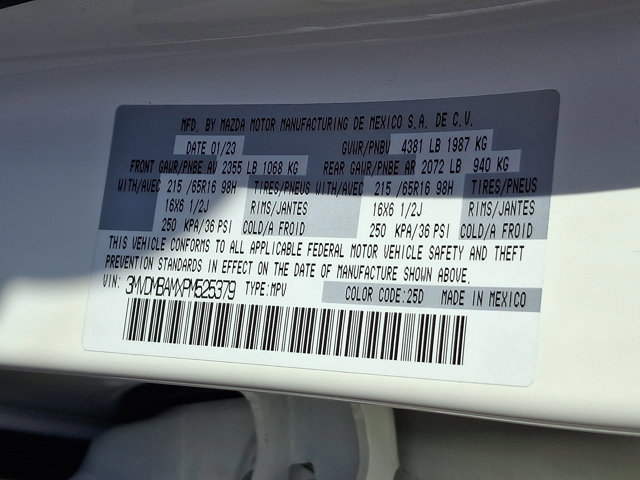 MFD. BY MAZDA MOTOR MANUFACTURING DE MEXICO S.A. DE C.V.
DATE 01/23 GVWR/PNBV 4381 LB 1987 KG
FRONT GAWR/PNBE AV 2355 LB 1068 KG REAR GAWR/PNBE AR 2072 LB 940 KG
WITH/AVEC 215 /65R16 98H TIRES/PNEUS WITH/AVEC 215 /65R16 98H TIRES/PNEUS
16X6 1/2J RIMS/JANTES 16X6 1/2J RIMS/JANTES
250 KPA/36 PSI COLD/A FROID 250 KPA/36 PSI COLD/A FROID
THIS VEHICLE CONFORMS TO ALL APPLICABLE FEDERAL MOTOR VEHICLE SAFETY AND THEFT
PREVENTION STANDARDS IN EFFECT ON THE DATE OF MANUFACTURE SHOWN ABOVE.
VIN: 3MVDMBAMXPM525379 TYPE:MPV COLOR CODE:25D MADE IN MEXICO